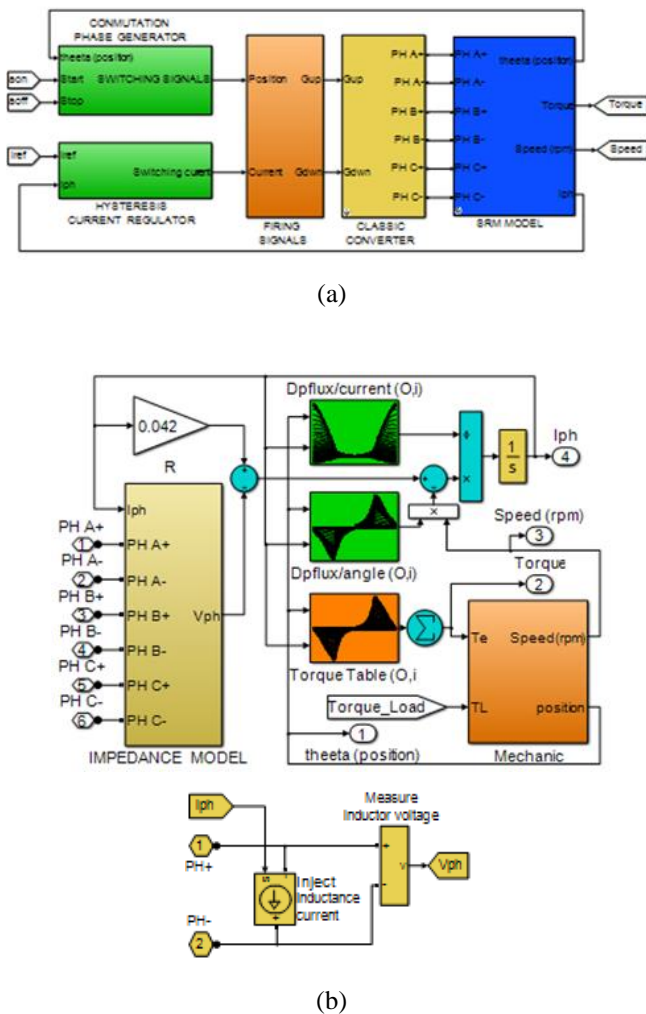 CONMUTATION
PHASE GENERATOR
theeta (position)
aon
Start
SWITCHING SIGNALS
aoff
Stop
Iref
Iref
Switching curent
Iph
HYSTERESIS
CURRENT REGULATOR
Position
Gup
Current
Gdwn
FIRING
SIGNALS
Gup
Gdwn
PH A+
PH A-
PH B+
PH B-
PH C+
PH C-
CLASSIC
CONVERTER
PH A+
PH A-
PH B+
PH B-
PH C+
PH C-
theeta (position)
Torque
Speed (rpm)
Iph
SRM MODEL
Torque
Speed
(a)
Dpflux/current (O,i)
0.042
R
÷
×
1
s
Iph
4
Dpflux/angle (O,i)
×
Speed (rpm)
3
Torque
2
Torque Table (O,i
Σ
Te
Speed(rpm)
Torque_Load
TL
position
1
theeta (position)
Mechanic
Iph
PH A+
1
PH A+
PH A-
2
PH A-
PH B+
3
PH B+
Vph
PH B-
4
PH B-
PH C+
5
PH C+
PH C-
6
PH C-
IMPEDANCE MODEL
Measure
Inductor voltage
Iph
1
PH+
s
-
+
Inject
Inductance
current
+
-
v
Vph
PH-
2
(b)